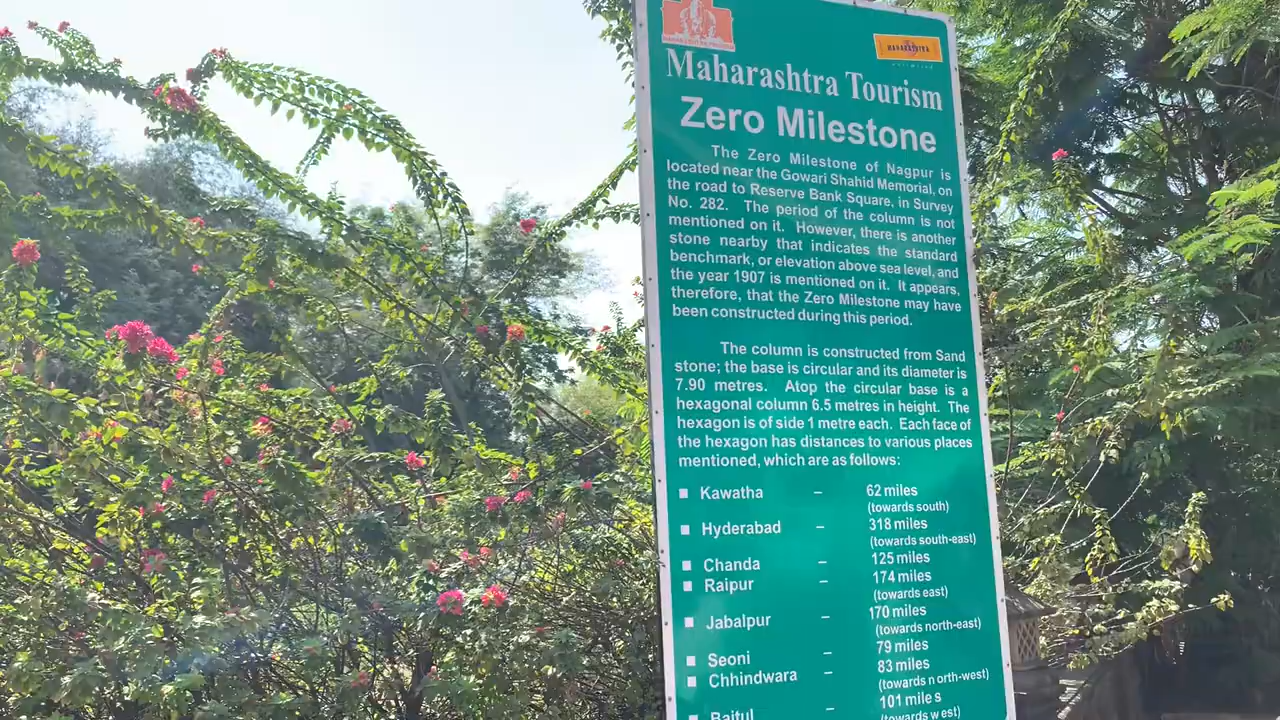 MAHARASHTRA
Maharashtra Tourism
Zero Milestone
The Zero Milestone of Nagpur is
located near the Gowari Shahid Memorial, on
the road to Reserve Bank Square, in Survey
No. 282. The period of the column is not
mentioned on it. However, there is another
stone nearby that indicates the standard
benchmark, or elevation above sea level, and
the year 1907 is mentioned on it. It appears,
therefore, that the Zero Milestone may have
been constructed during this period.
The column is constructed from Sand
stone; the base is circular and its diameter is
7.90 metres. Atop the circular base is a
hexagonal column 6.5 metres in height. The
hexagon is of side 1 metre each. Each face of
the hexagon has distances to various places
mentioned, which are as follows:
Kawatha – 62 miles
(towards south)
Hyderabad – 318 miles
(towards south-east)
Chanda – 125 miles
Raipur – 174 miles
(towards east)
Jabalpur – 170 miles
(towards north-east)
Seoni – 79 miles
Chhindwara – 83 miles
(towards n orth-west)
Baitul – 101 mile s
(towards w est)